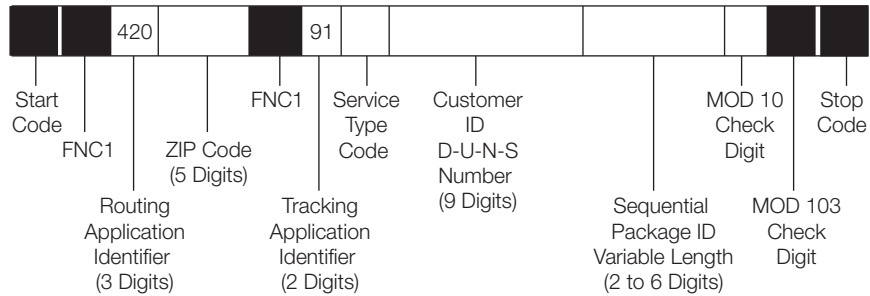 420
91
Start
Code
FNC1
Routing
Application
Identifier
(3 Digits)
ZIP Code
(5 Digits)
FNC1
Tracking
Application
Identifier
(2 Digits)
Service
Type
Code
Customer
ID
D-U-N-S
Number
(9 Digits)
Sequential
Package ID
Variable Length
(2 to 6 Digits)
MOD 10
Check
Digit
MOD 103
Check
Digit
Stop
Code